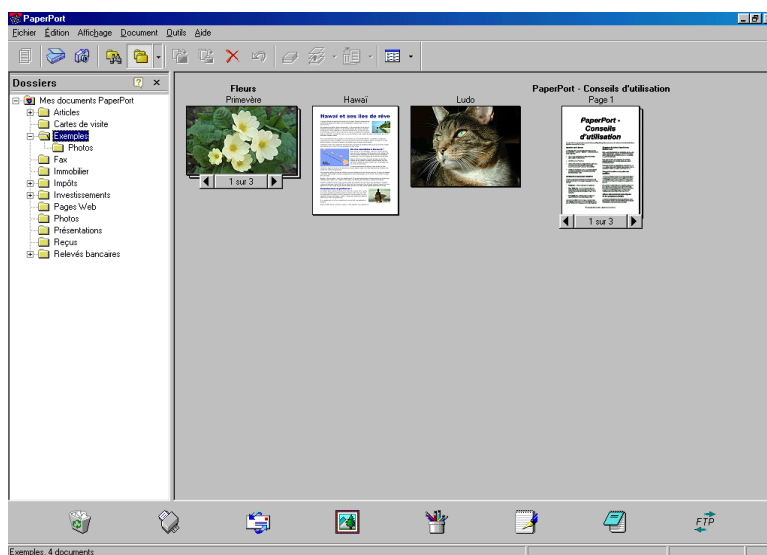 PaperPort
Fichier Édition Affichage Document Outils Aide
Dossiers
Mes documents PaperPort
Articles
Cartes de visite
Exemples
Photos
Fax
Immobilier
Impôts
Investissements
Pages Web
Photos
Présentations
Reçus
Relevés bancaires
Fleurs
Primevère
1 sur 3
Hawaï
Hawaï et ses îles de rêve
Ludo
PaperPort - Conseils d'utilisation
Page 1
PaperPort -
Conseils
d'utilisation
1 sur 3
FTP
Exemples, 4 documents